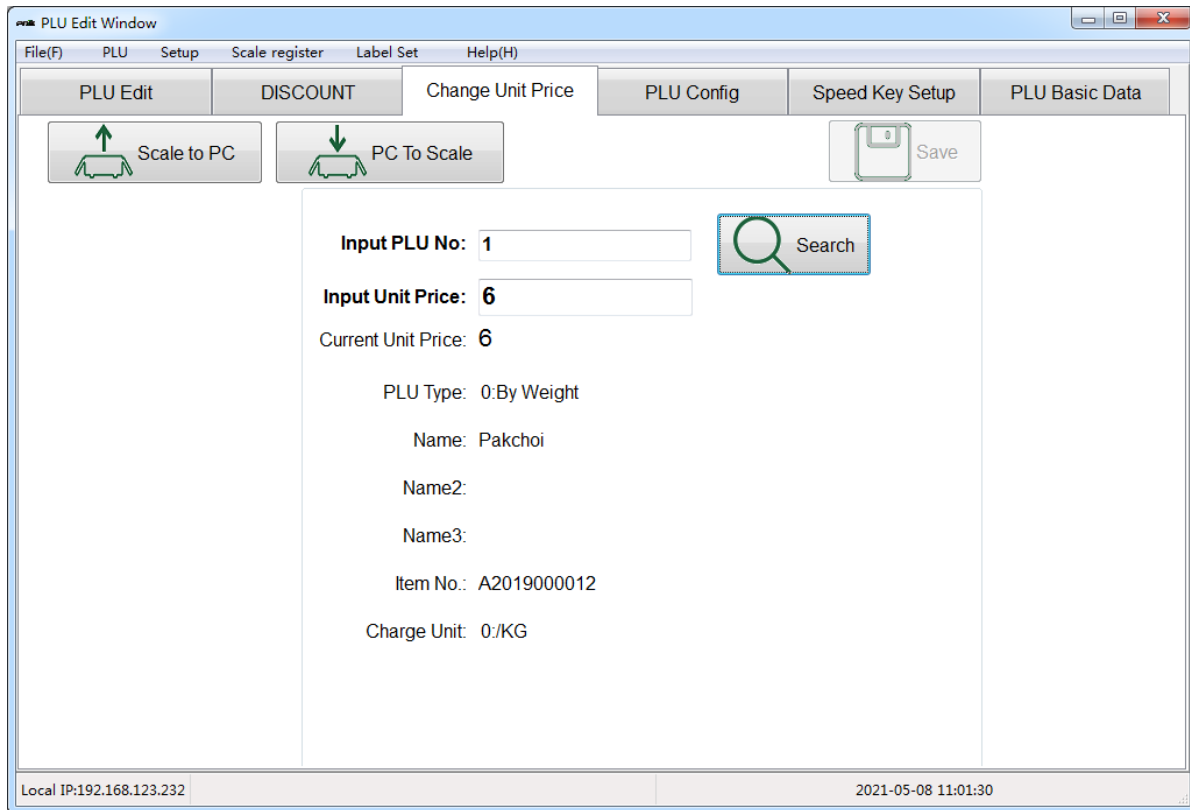 PLU Edit Window
File(F) PLU Setup Scale register Label Set Help(H)
PLU Edit DISCOUNT Change Unit Price PLU Config Speed Key Setup PLU Basic Data
Scale to PC PC To Scale Save
Input PLU No: 1 Search
Input Unit Price: 6
Current Unit Price: 6
PLU Type: 0:By Weight
Name: Pakchoi
Name2:
Name3:
Item No.: A2019000012
Charge Unit: 0:/KG
Local IP:192.168.123.232 2021-05-08 11:01:30